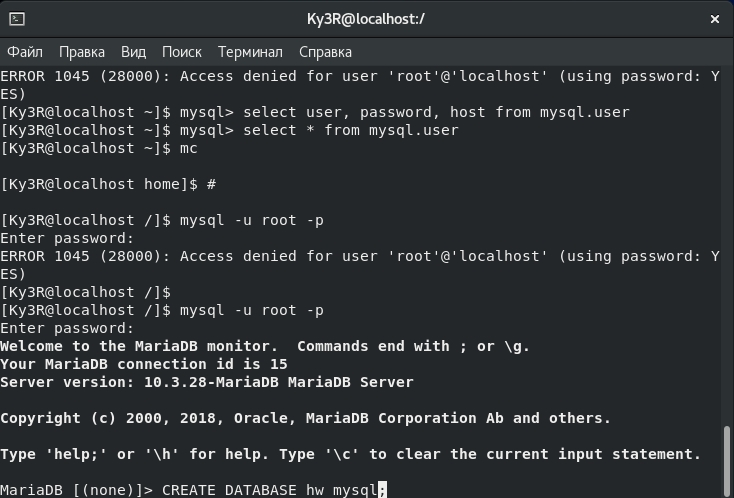 Ky3R@localhost:/
Файл Правка Вид Поиск Терминал Справка
ERROR 1045 (28000): Access denied for user 'root'@'localhost' (using password: Y
ES)
[Ky3R@localhost ~]$ mysql> select user, password, host from mysql.user
[Ky3R@localhost ~]$ mysql> select * from mysql.user
[Ky3R@localhost ~]$ mc
[Ky3R@localhost home]$ #
[Ky3R@localhost /]$ mysql -u root -p
Enter password:
ERROR 1045 (28000): Access denied for user 'root'@'localhost' (using password: Y
ES)
[Ky3R@localhost /]$
[Ky3R@localhost /]$ mysql -u root -p
Enter password:
Welcome to the MariaDB monitor.  Commands end with ; or \g.
Your MariaDB connection id is 15
Server version: 10.3.28-MariaDB MariaDB Server
Copyright (c) 2000, 2018, Oracle, MariaDB Corporation Ab and others.
Type 'help;' or '\h' for help. Type '\c' to clear the current input statement.
MariaDB [(none)]> CREATE DATABASE hw mysql;